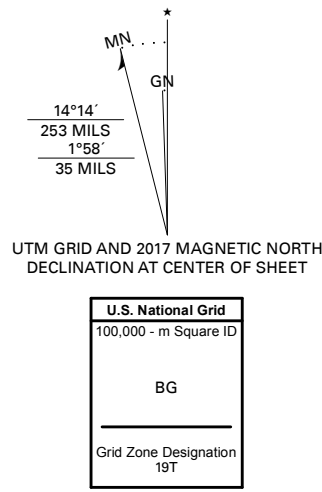 ★
MN
GN
14°14´
253 MILS
1°58´
35 MILS
UTM GRID AND 2017 MAGNETIC NORTH
DECLINATION AT CENTER OF SHEET
U.S. National Grid
100,000 - m Square ID
BG
Grid Zone Designation
19T